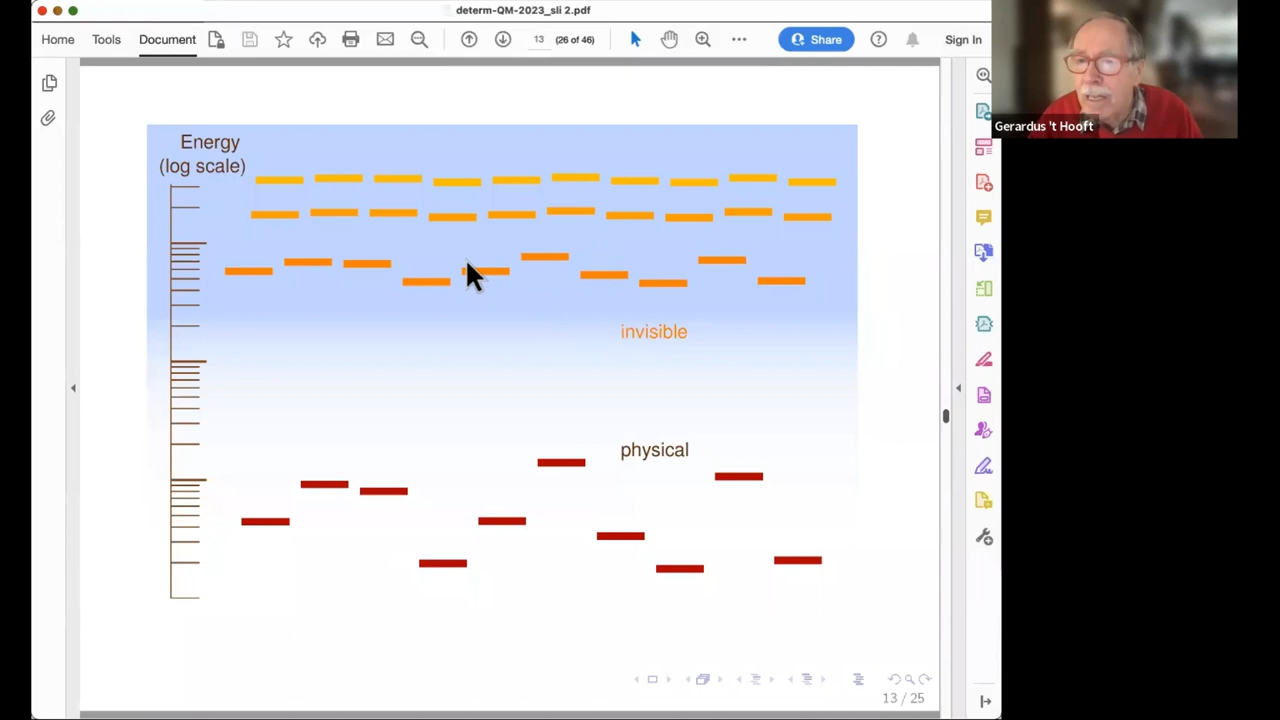 determ-QM-2023_sli 2.pdf
Home Tools Document 13 (26 of 46) Share Sign In
Gerardus 't Hooft
Energy
(log scale)
invisible
physical
13 / 25